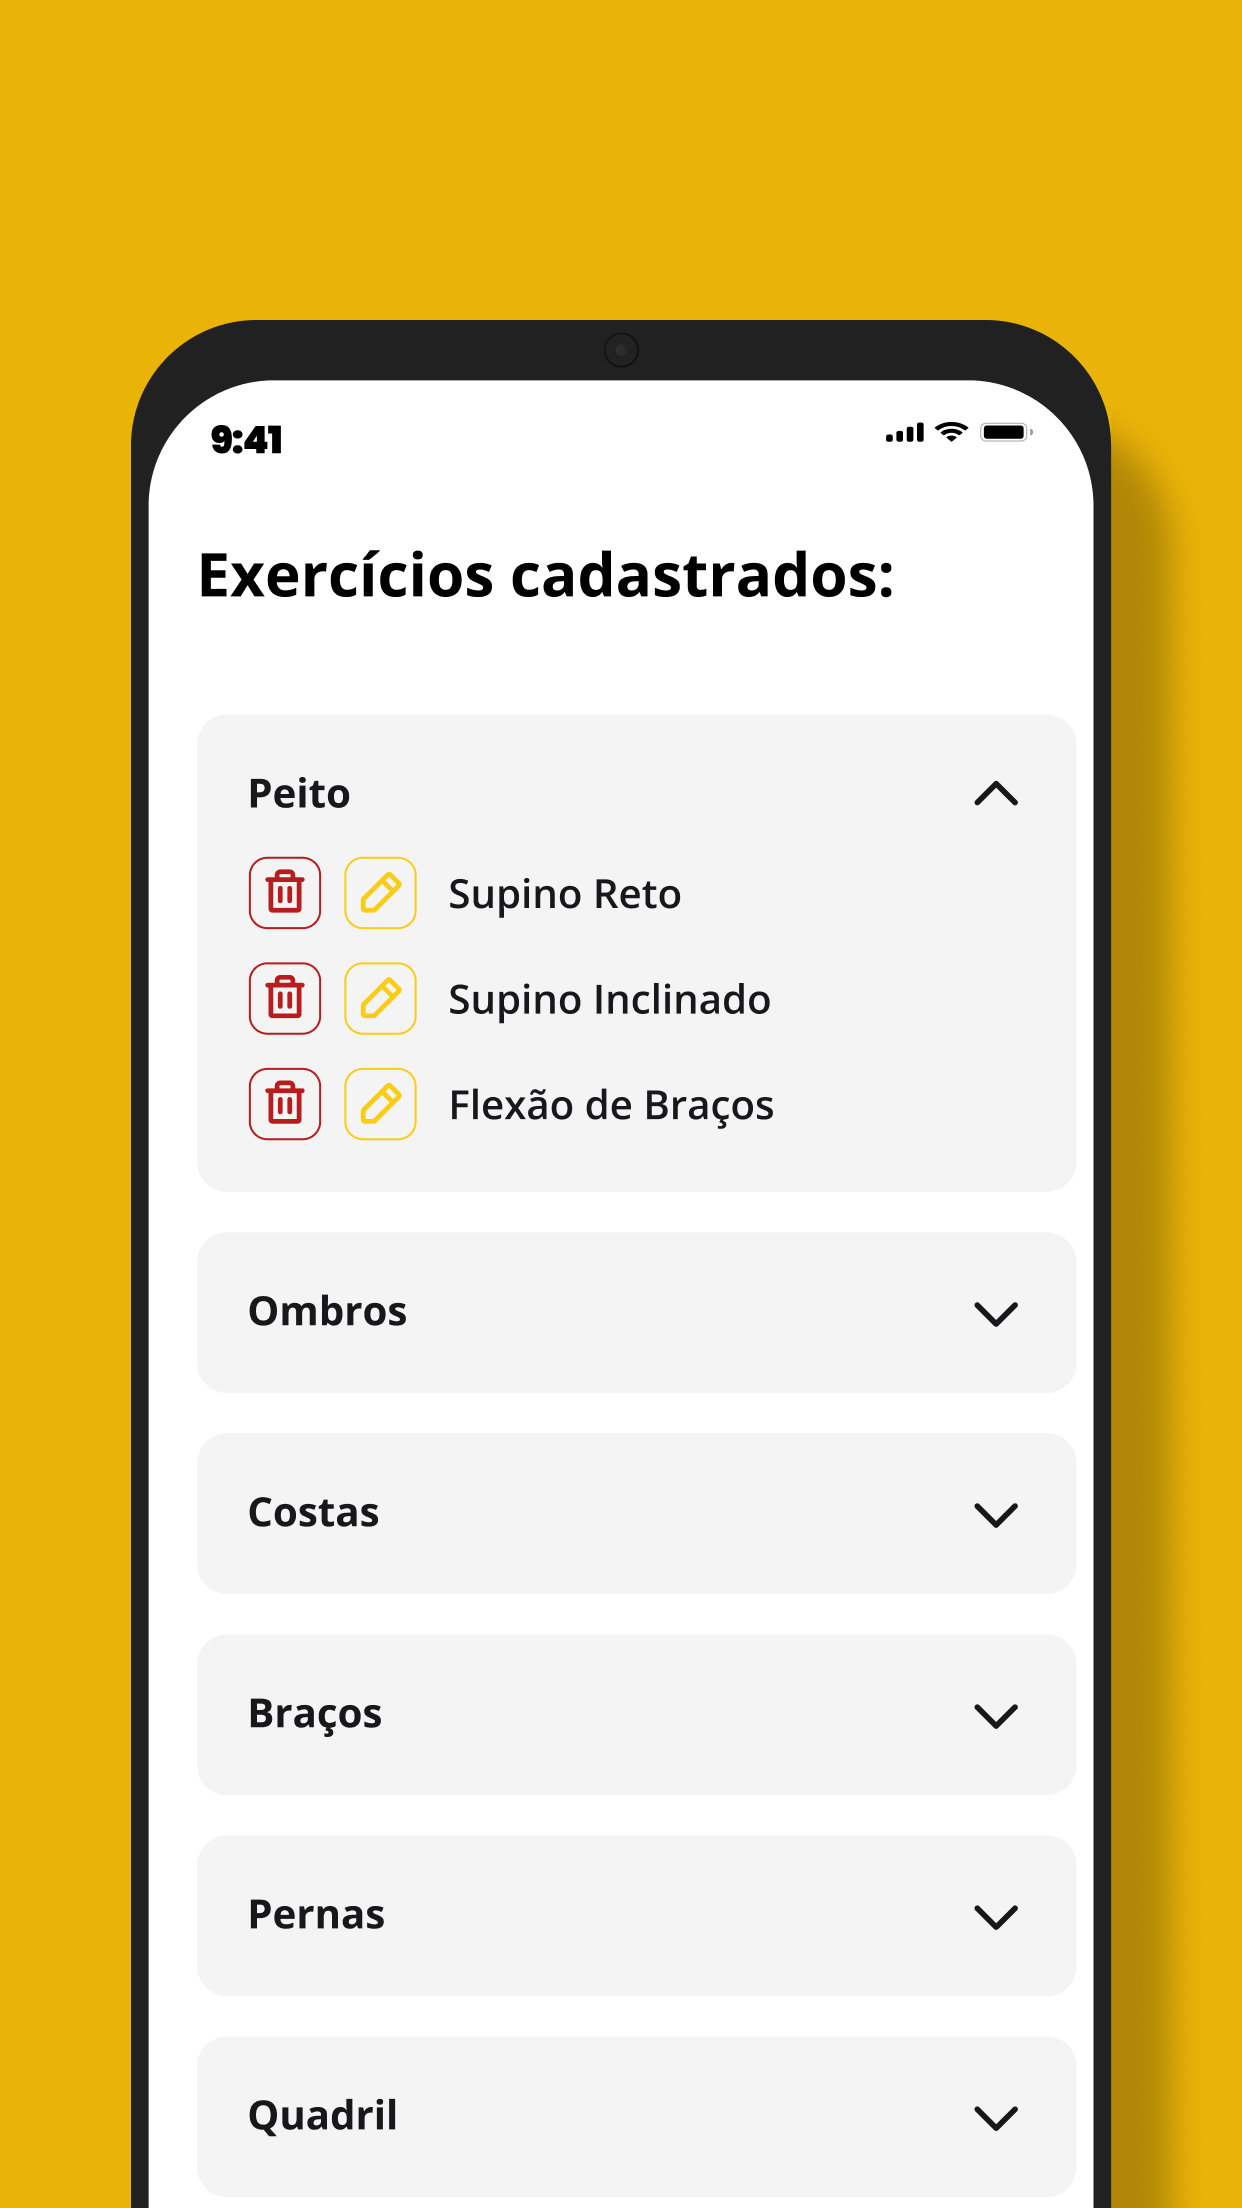 9:41
Exercícios cadastrados:
Peito
Supino Reto
Supino Inclinado
Flexão de Braços
Ombros
Costas
Braços
Pernas
Quadril